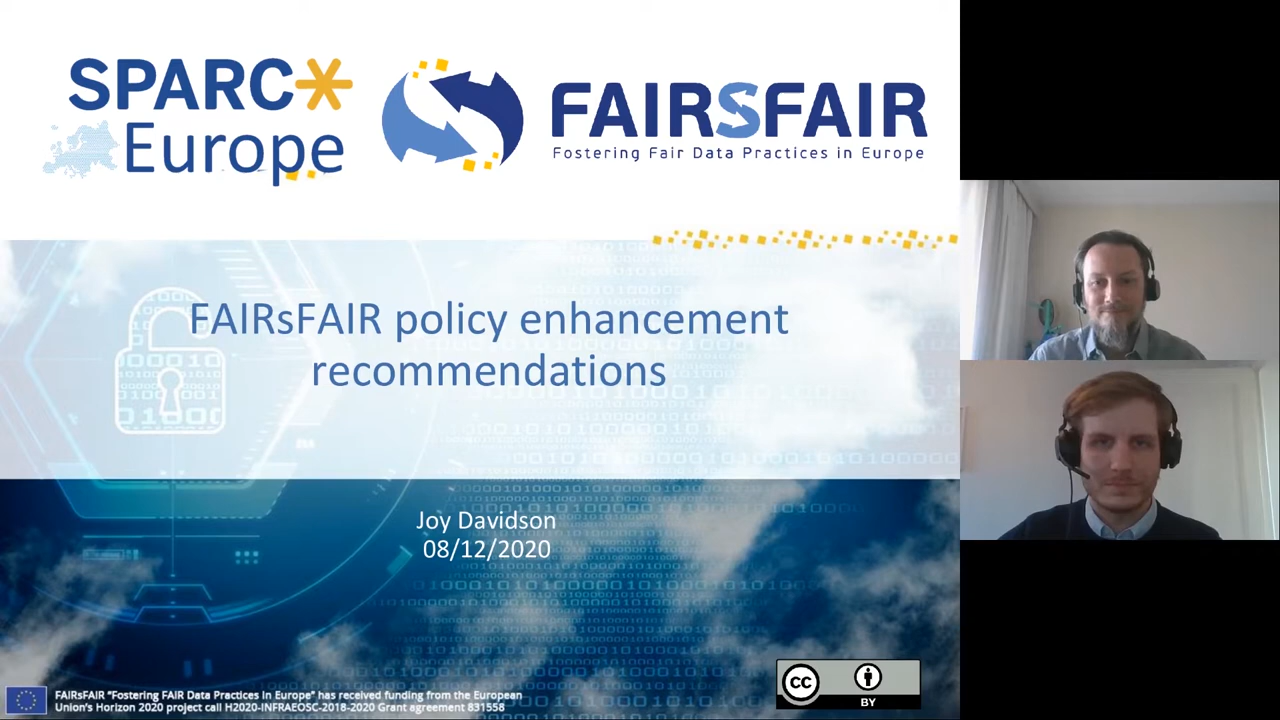 SPARC
Europe
FAIRSFAIR
Fostering Fair Data Practices in Europe
FAIRsFAIR policy enhancement
recommendations
Joy Davidson
08/12/2020
FAIRsFAIR "Fostering FAIR Data Practices In Europe" has received funding from the European
Union's Horizon 2020 project call H2020-INFRAEOSC-2018-2020 Grant agreement 831558
cc
BY